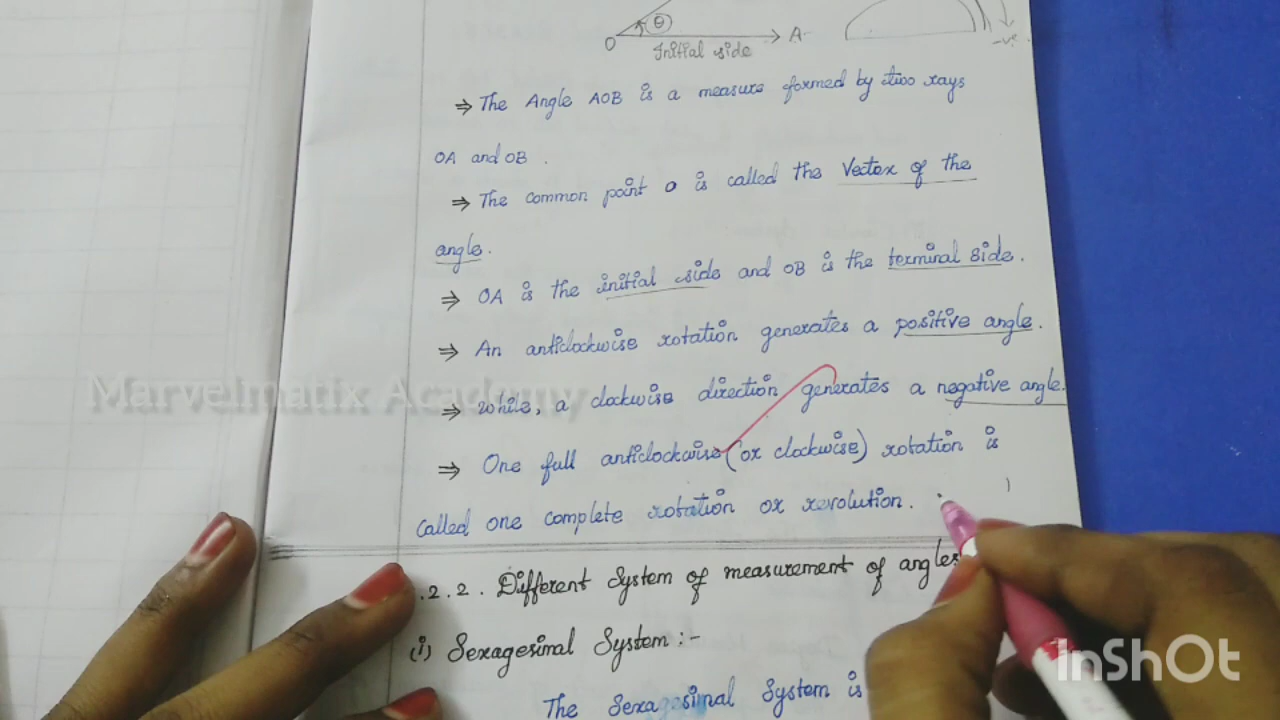 θ
O
Initial side
A
-ve
⇒ The Angle AOB is a measure formed by two rays
OA and OB .
⇒ The common point O is called the Vertex of the
angle.
⇒ OA is the initial side and OB is the terminal side.
⇒ An anticlockwise rotation generates a positive angle.
⇒ While, a clockwise direction generates a negative angle.
Marvelmatix Academy
⇒ One full anticlockwise (or clockwise) rotation is
called one complete rotation or revolution.
.2.2. Different System of measurement of angles
(i) Sexagesimal System:-
The Sexagesimal System is
InShOt